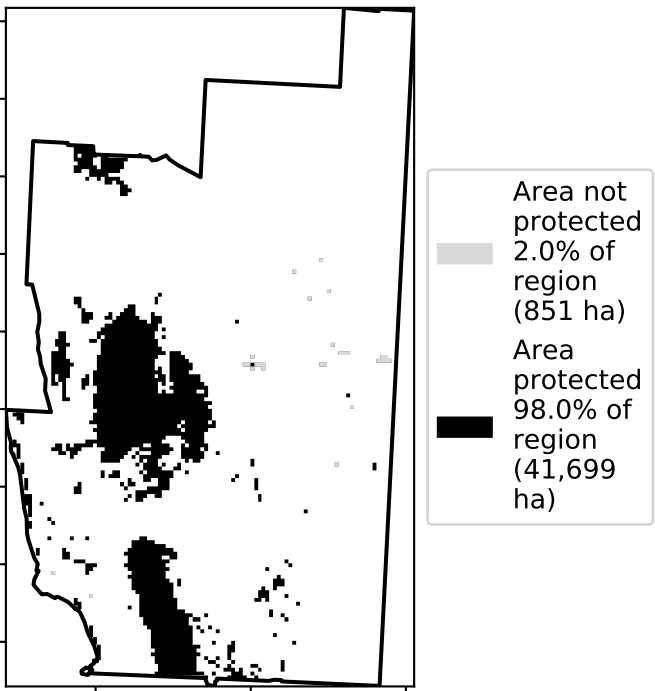 Area not
protected
2.0% of
region
(851 ha)
Area
protected
98.0% of
region
(41,699
ha)